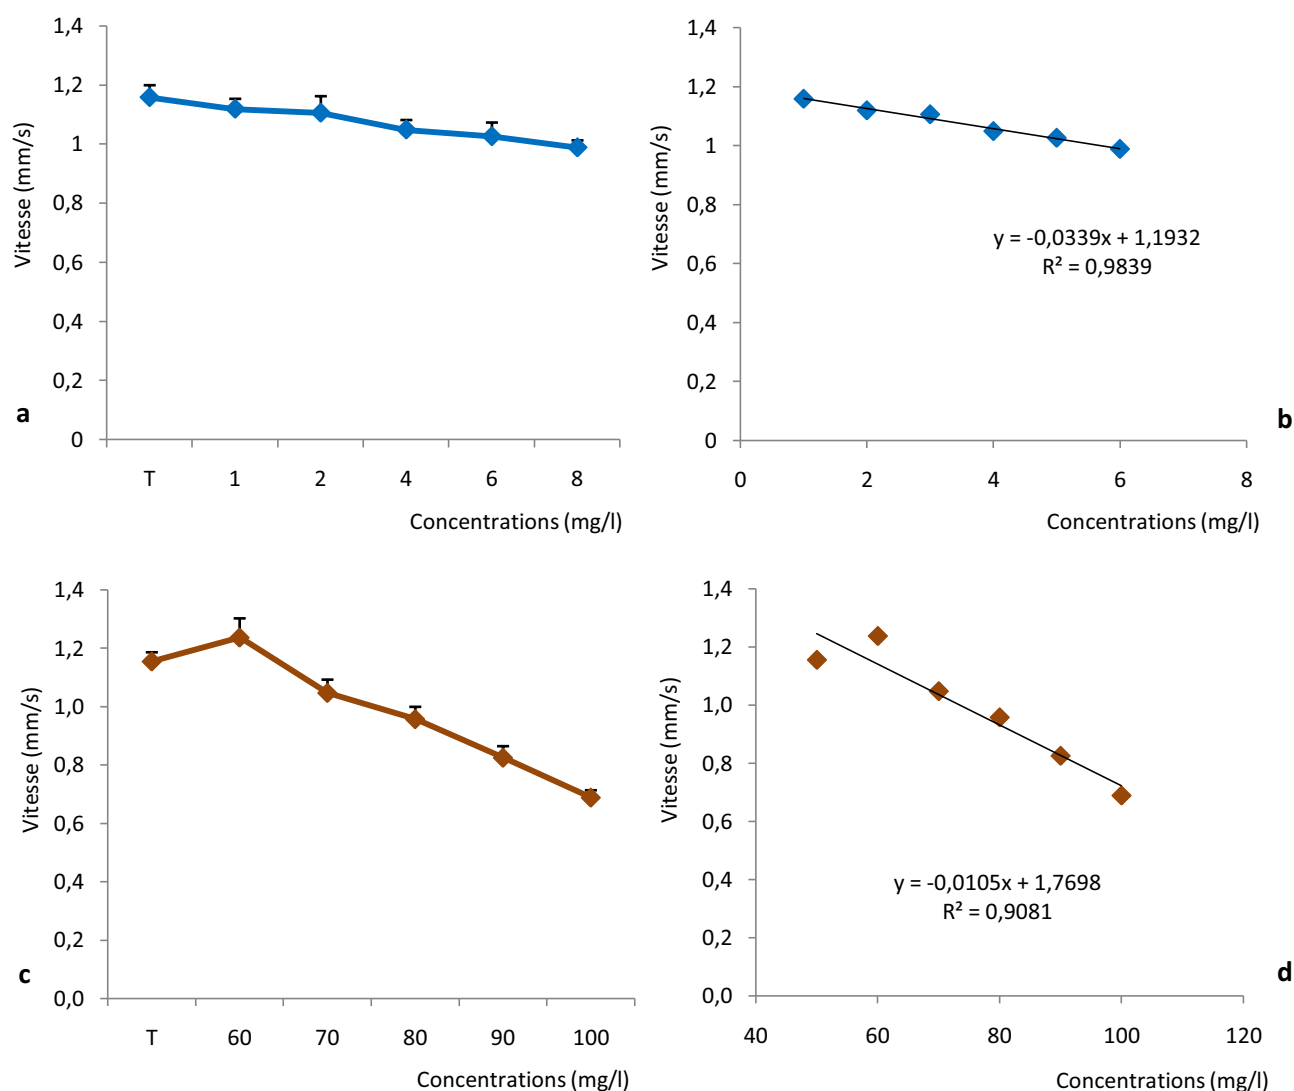 1,4
1,2
1
0,8
0,6
0,4
0,2
0
Vitesse (mm/s)
a
T 1 2 4 6 8
Concentrations (mg/l)
1,4
1,2
1
0,8
0,6
0,4
0,2
0
Vitesse (mm/s)
y = -0,0339x + 1,1932
R² = 0,9839
b
0 2 4 6 8
Concentrations (mg/l)
1,4
1,2
1,0
0,8
0,6
0,4
0,2
0,0
Vitesse (mm/s)
c
T 60 70 80 90 100
Concentrations (mg/l)
1,4
1,2
1,0
0,8
0,6
0,4
0,2
0,0
Vitesse (mm/s)
y = -0,0105x + 1,7698
R² = 0,9081
d
40 60 80 100 120
Concentrations (mg/l)